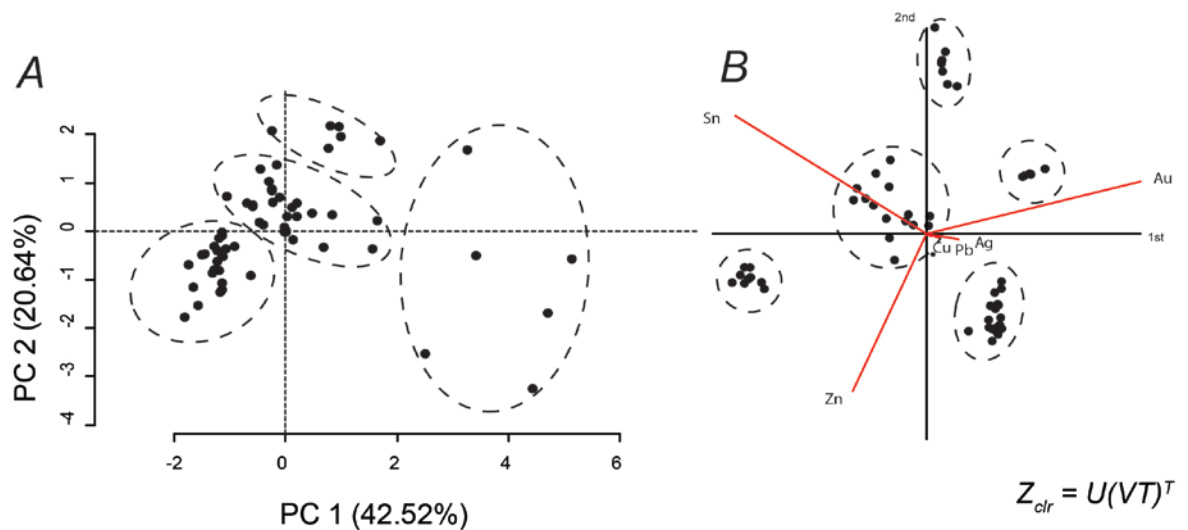 A
PC 2 (20.64%)
2
1
0
-1
-2
-3
-4
-2
0
2
4
6
PC 1 (42.52%)
B
2nd
Sn
Au
1st
Cu Pb Ag
Zn
Z_clr = U(VT)^T